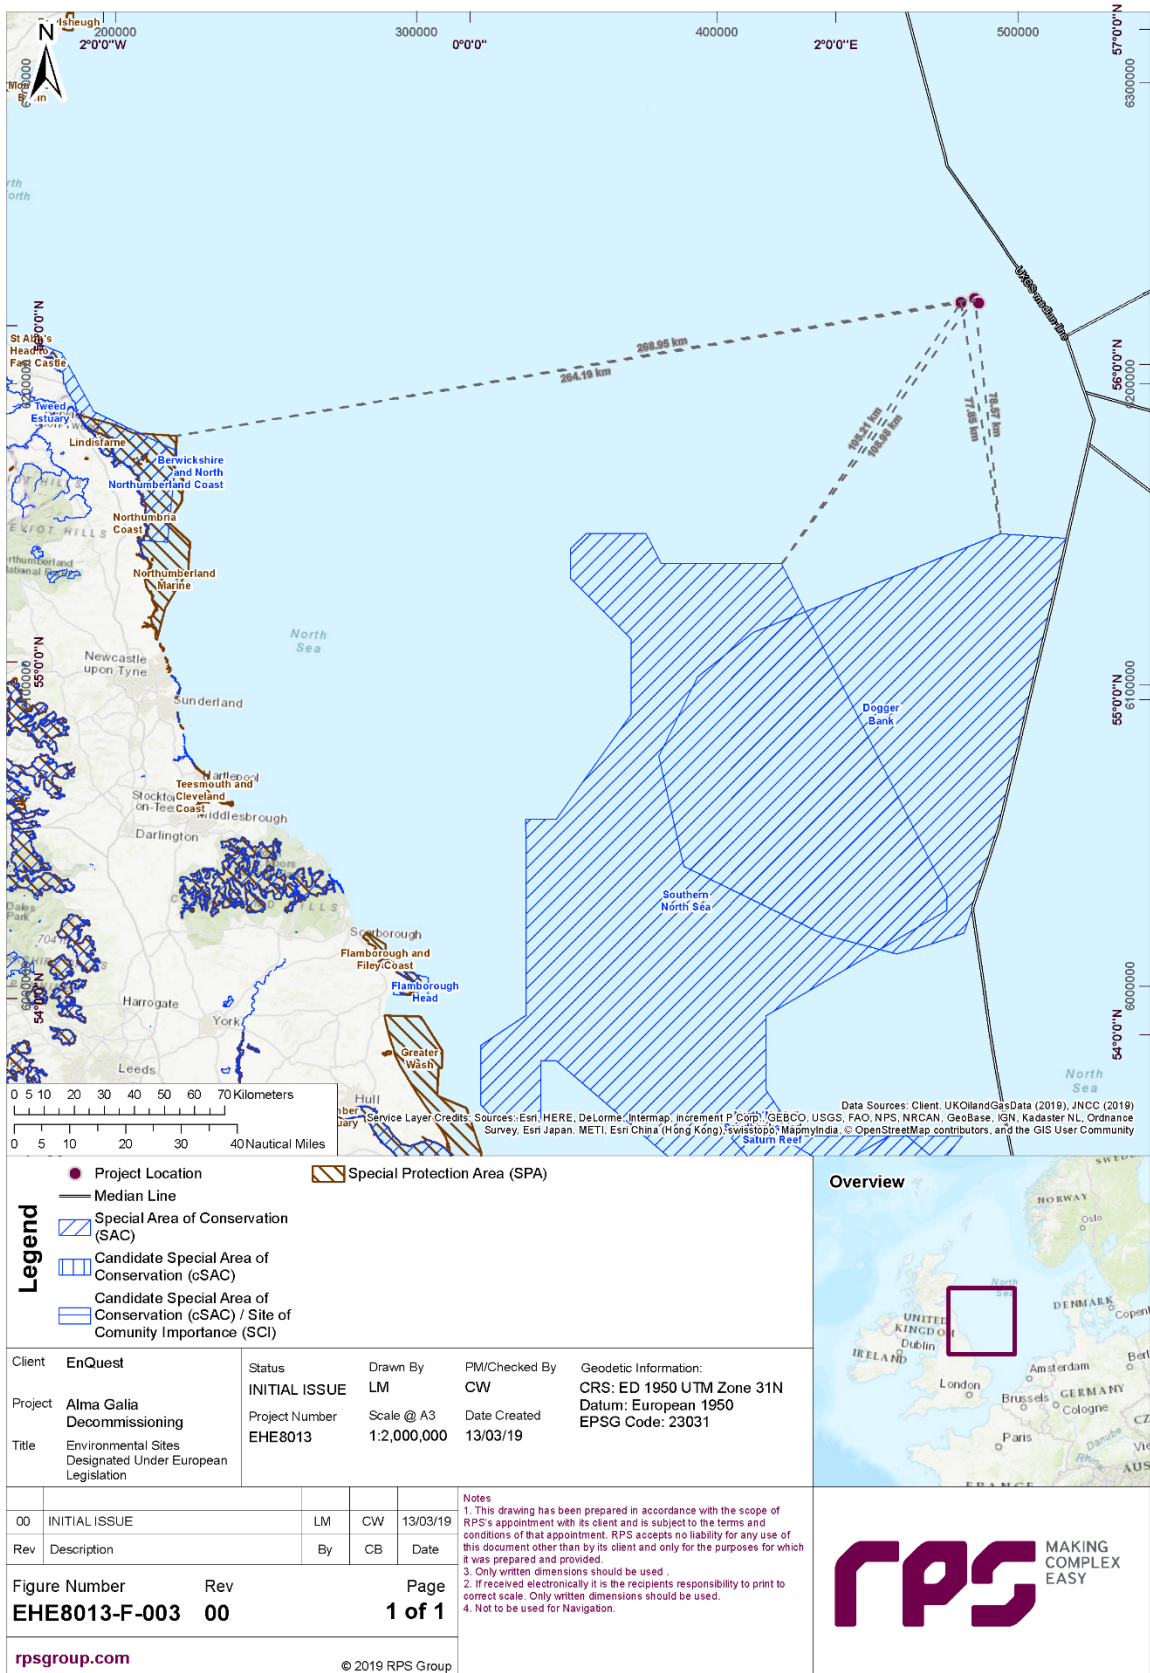 200000
300000
400000
500000
2°0'0"W
0°0'0"
2°0'0"E
57°0'0"N
6300000
N
UKCS median line
268.95 km
264.19 km
105.21 km
108.98 km
78.57 km
77.85 km
56°0'0"N
6200000
St Abb's
Head to
Fast Castle
Tweed
Estuary
Lindisfarne
Berwickshire
and North
Northumberland Coast
Northumbria
Coast
Northumberland
Marine
North
Sea
Newcastle
upon Tyne
55°0'0"N
6100000
55°0'0"N
6100000
Sunderland
Dogger
Bank
Hartlepool
Teesmouth and
Cleveland
Coast
Middlesbrough
Darlington
Southern
North Sea
Scarborough
Flamborough and
Filey Coast
Flamborough
Head
6000000
54°0'0"N
6000000
54°0'0"N
Harrogate
York
Greater
Wash
Leeds
Hull
North
Sea
Saturn Reef
0 5 10 20 30 40 50 60 70 Kilometers
0 5 10 20 30 40 Nautical Miles
Data Sources: Client. UKOilandGasData (2019), JNCC (2019)
Service Layer Credits: Sources: Esri, HERE, DeLorme, Intermap, increment P Corp., GEBCO, USGS, FAO, NPS, NRCAN, GeoBase, IGN, Kadaster NL, Ordnance
Survey, Esri Japan, METI, Esri China (Hong Kong), swisstopo, MapmyIndia, © OpenStreetMap contributors, and the GIS User Community
Legend
Project Location
Median Line
Special Area of Conservation
(SAC)
Candidate Special Area of
Conservation (cSAC)
Candidate Special Area of
Conservation (cSAC) / Site of
Comunity Importance (SCI)
Special Protection Area (SPA)
Overview
NORWAY
Oslo
North
Sea
DENMARK
UNITED
KINGDOM
Dublin
IRELAND
Amsterdam
London
Brussels
GERMANY
Cologne
Paris
Danube
FRANCE
Client EnQuest
Project Alma Galia
Decommissioning
Title Environmental Sites
Designated Under European
Legislation
Status Drawn By PM/Checked By
INITIAL ISSUE LM CW
Project Number Scale @ A3 Date Created
EHE8013 1:2,000,000 13/03/19
Geodetic Information:
CRS: ED 1950 UTM Zone 31N
Datum: European 1950
EPSG Code: 23031
00 INITIAL ISSUE LM CW 13/03/19
Rev Description By CB Date
Figure Number Rev Page
EHE8013-F-003 00 1 of 1
rpsgroup.com
© 2019 RPS Group
Notes
1. This drawing has been prepared in accordance with the scope of
RPS's appointment with its client and is subject to the terms and
conditions of that appointment. RPS accepts no liability for any use of
this document other than by its client and only for the purposes for which
it was prepared and provided.
3. Only written dimensions should be used .
2. If received electronically it is the recipients responsibility to print to
correct scale. Only written dimensions should be used.
4. Not to be used for Navigation.
rps
MAKING
COMPLEX
EASY